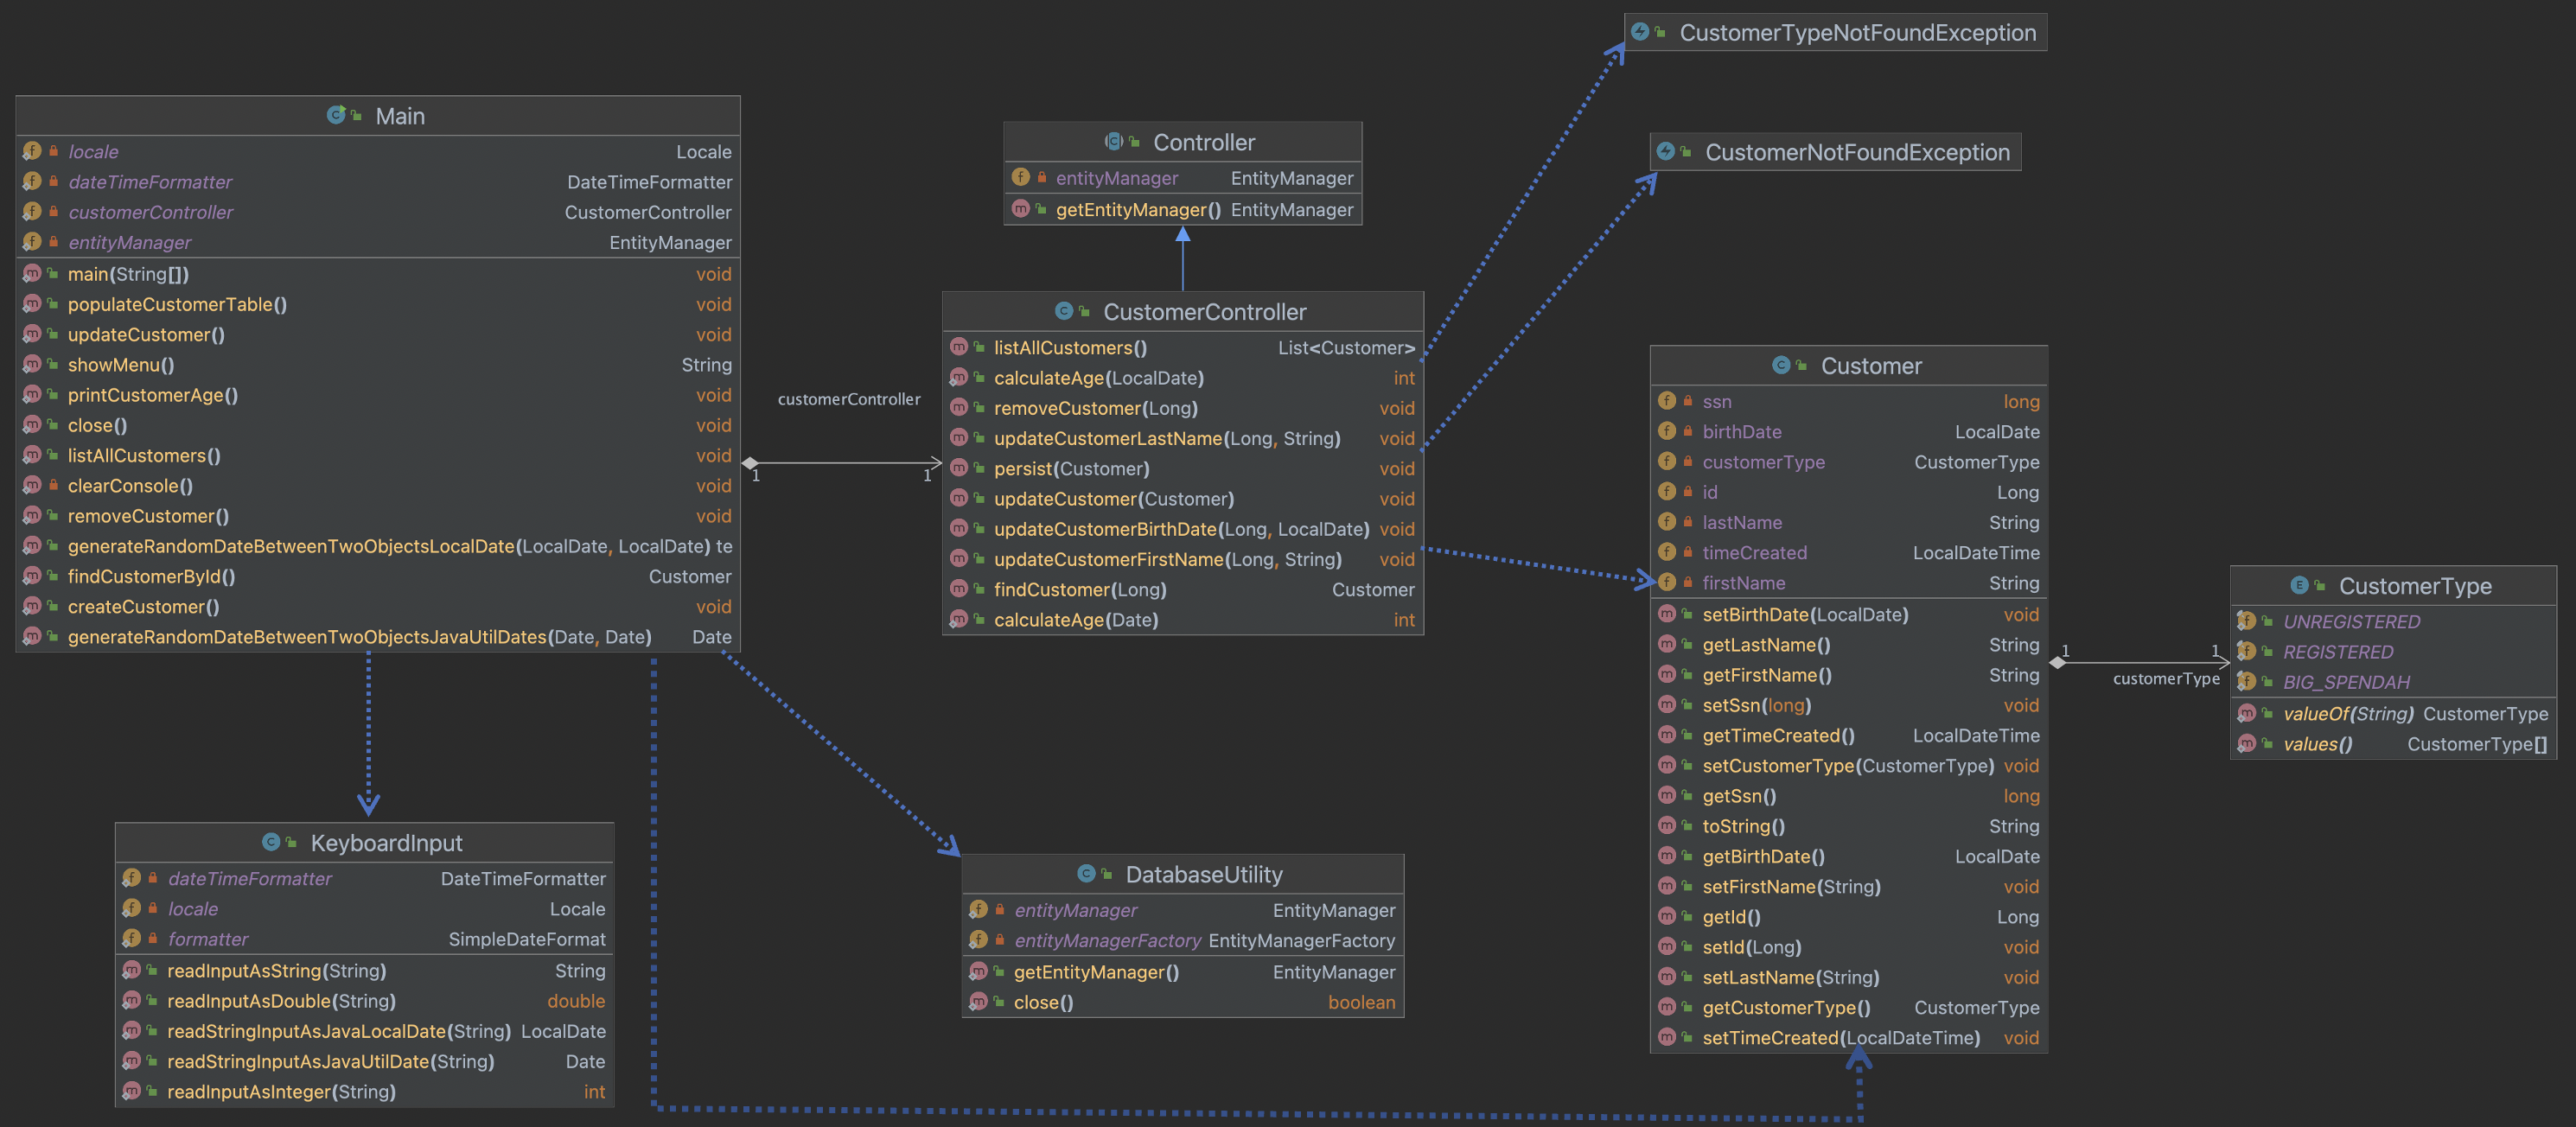 CustomerTypeNotFoundException
CustomerNotFoundException
Main
locale Locale
dateTimeFormatter DateTimeFormatter
customerController CustomerController
entityManager EntityManager
main(String[]) void
populateCustomerTable() void
updateCustomer() void
showMenu() String
printCustomerAge() void
close() void
listAllCustomers() void
clearConsole() void
removeCustomer() void
generateRandomDateBetweenTwoObjectsLocalDate(LocalDate, LocalDate) te
findCustomerById() Customer
createCustomer() void
generateRandomDateBetweenTwoObjectsJavaUtilDates(Date, Date) Date
customerController
1
1
Controller
entityManager EntityManager
getEntityManager() EntityManager
CustomerController
listAllCustomers() List<Customer>
calculateAge(LocalDate) int
removeCustomer(Long) void
updateCustomerLastName(Long, String) void
persist(Customer) void
updateCustomer(Customer) void
updateCustomerBirthDate(Long, LocalDate) void
updateCustomerFirstName(Long, String) void
findCustomer(Long) Customer
calculateAge(Date) int
Customer
ssn long
birthDate LocalDate
customerType CustomerType
id Long
lastName String
timeCreated LocalDateTime
firstName String
setBirthDate(LocalDate) void
getLastName() String
getFirstName() String
setSsn(long) void
getTimeCreated() LocalDateTime
setCustomerType(CustomerType) void
getSsn() long
toString() String
getBirthDate() LocalDate
setFirstName(String) void
getId() Long
setId(Long) void
setLastName(String) void
getCustomerType() CustomerType
setTimeCreated(LocalDateTime) void
1
1
customerType
CustomerType
UNREGISTERED
REGISTERED
BIG_SPENDAH
valueOf(String) CustomerType
values() CustomerType[]
KeyboardInput
dateTimeFormatter DateTimeFormatter
locale Locale
formatter SimpleDateFormat
readInputAsString(String) String
readInputAsDouble(String) double
readStringInputAsJavaLocalDate(String) LocalDate
readStringInputAsJavaUtilDate(String) Date
readInputAsInteger(String) int
DatabaseUtility
entityManager EntityManager
entityManagerFactory EntityManagerFactory
getEntityManager() EntityManager
close() boolean